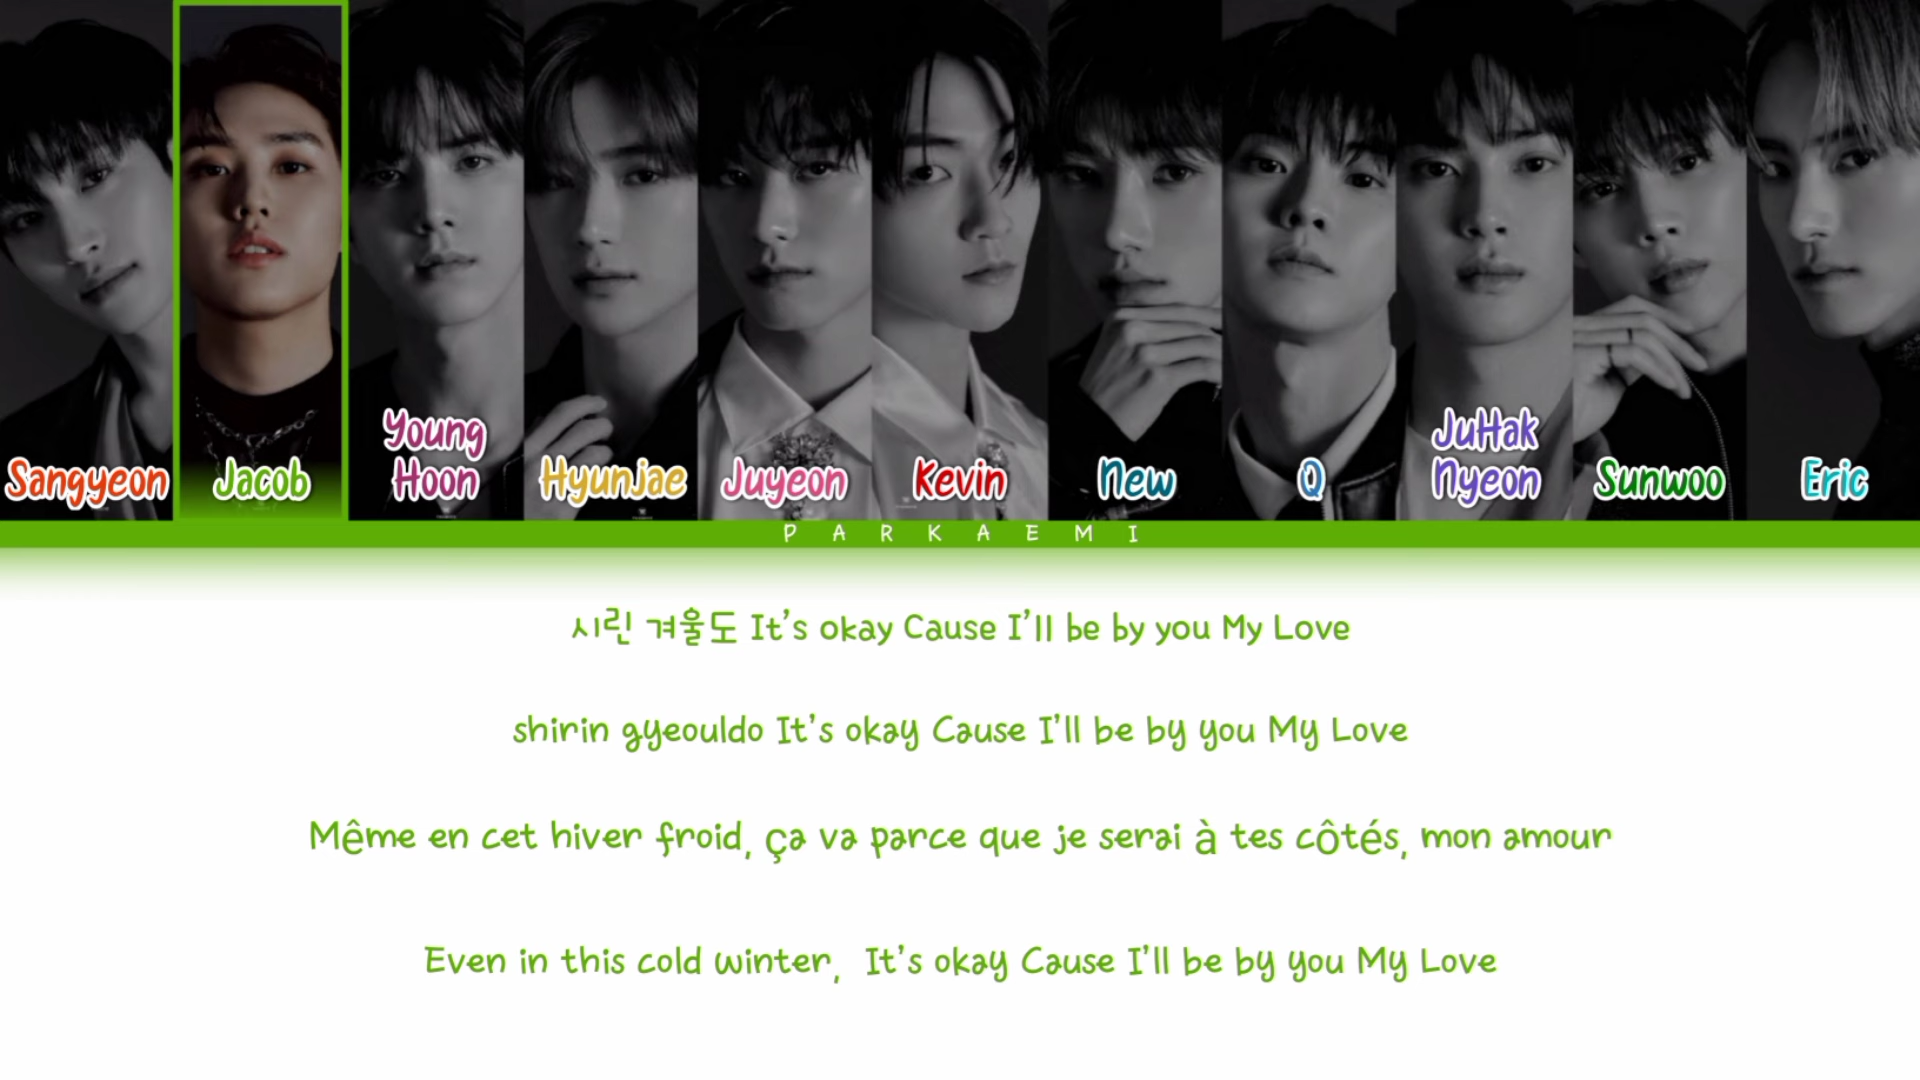 Sangyeon
Jacob
Young
Hoon
Hyunjae
Juyeon
Kevin
New
Q
JuHak
Nyeon
Sunwoo
Eric
PARKAEMI
시린 겨울도 It's okay Cause I'll be by you My Love
shirin gyeouldo It's okay Cause I'll be by you My Love
Même en cet hiver froid, ça va parce que je serai à tes côtés, mon amour
Even in this cold winter,  It's okay Cause I'll be by you My Love